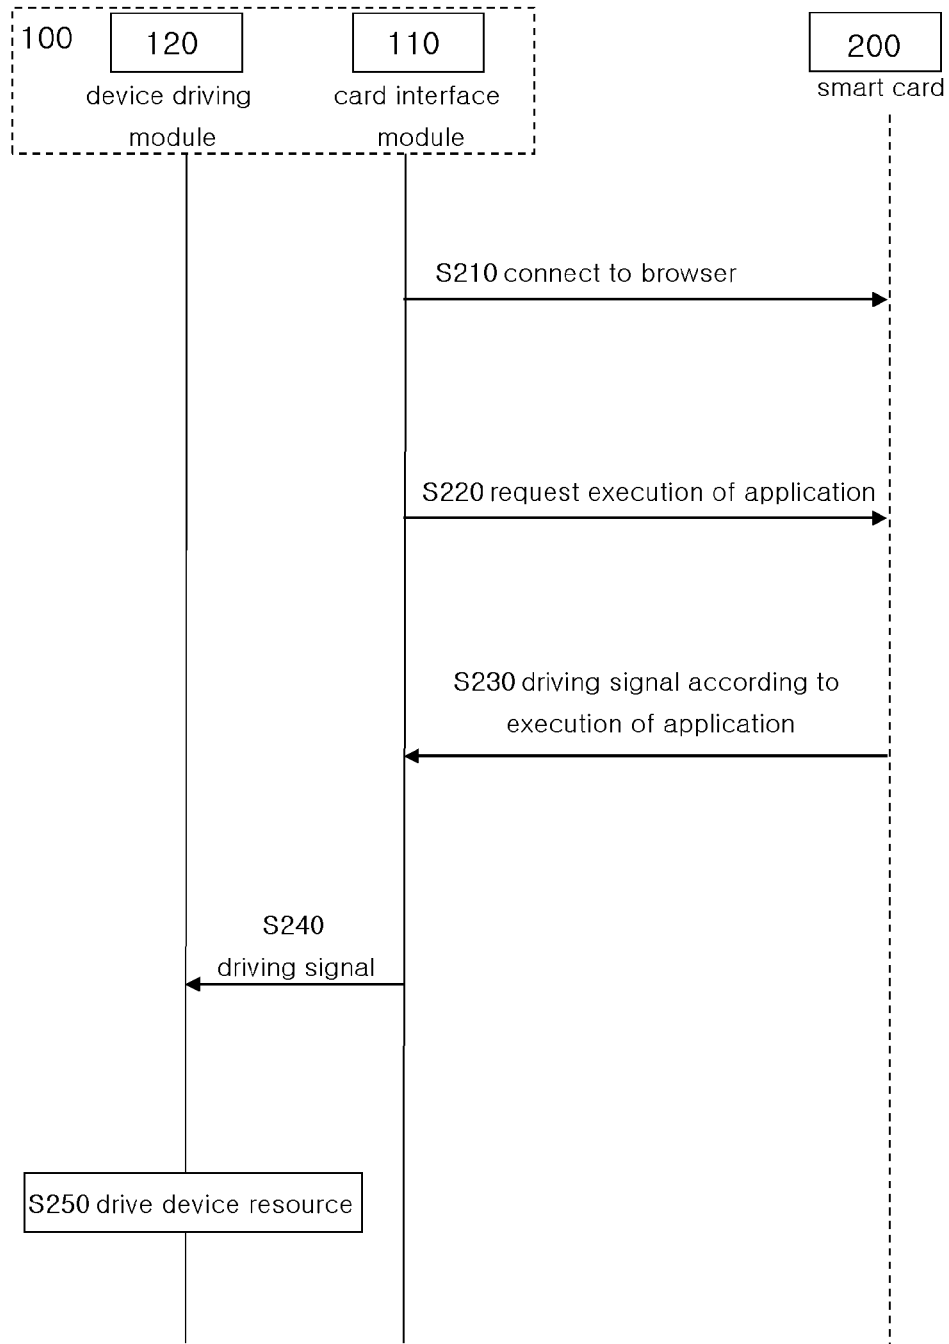 100
120
110
200
device driving
module
card interface
module
smart card
S210 connect to browser
S220 request execution of application
S230 driving signal according to
execution of application
S240
driving signal
S250 drive device resource